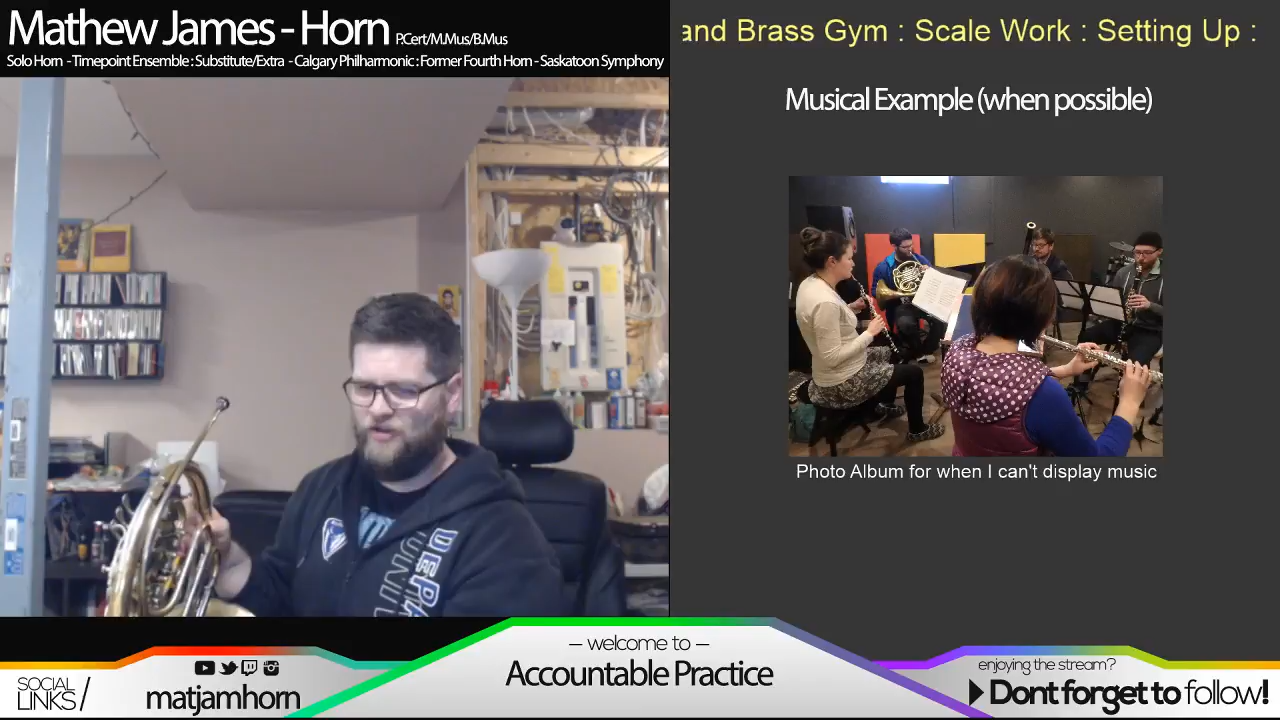 Mathew James - Horn P.Cert/M.Mus/B.Mus
Solo Horn - Timepoint Ensemble : Substitute/Extra - Calgary Philharmonic : Former Fourth Horn - Saskatoon Symphony
and Brass Gym : Scale Work : Setting Up :
Musical Example (when possible)
Photo Album for when I can't display music
DEPA
UNI
SOCIAL
LINKS
matjamhorn
– welcome to –
Accountable Practice
enjoying the stream?
Dont forget to follow!